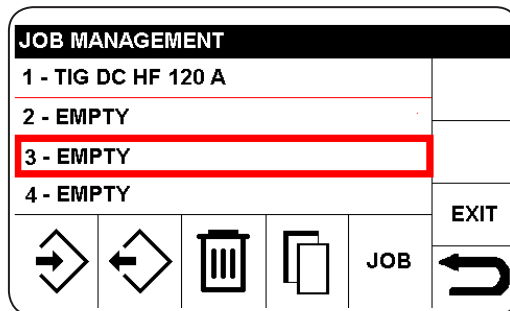 JOB MANAGEMENT
1 - TIG DC HF 120 A
2 - EMPTY
3 - EMPTY
4 - EMPTY
EXIT
JOB